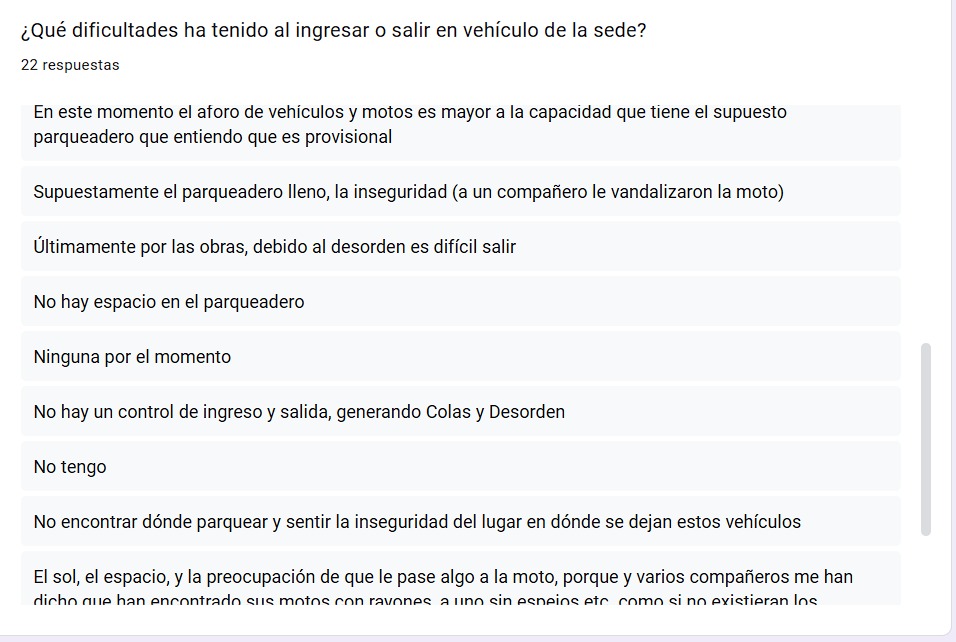 ¿Qué dificultades ha tenido al ingresar o salir en vehículo de la sede?
22 respuestas
En este momento el aforo de vehículos y motos es mayor a la capacidad que tiene el supuesto
parqueadero que entiendo que es provisional
Supuestamente el parqueadero lleno, la inseguridad (a un compañero le vandalizaron la moto)
Últimamente por las obras, debido al desorden es difícil salir
No hay espacio en el parqueadero
Ninguna por el momento
No hay un control de ingreso y salida, generando Colas y Desorden
No tengo
No encontrar dónde parquear y sentir la inseguridad del lugar en dónde se dejan estos vehículos
El sol, el espacio, y la preocupación de que le pase algo a la moto, porque y varios compañeros me han
dicho que han encontrado sus motos con rayones, a uno sin espejos etc, como si no existieran los